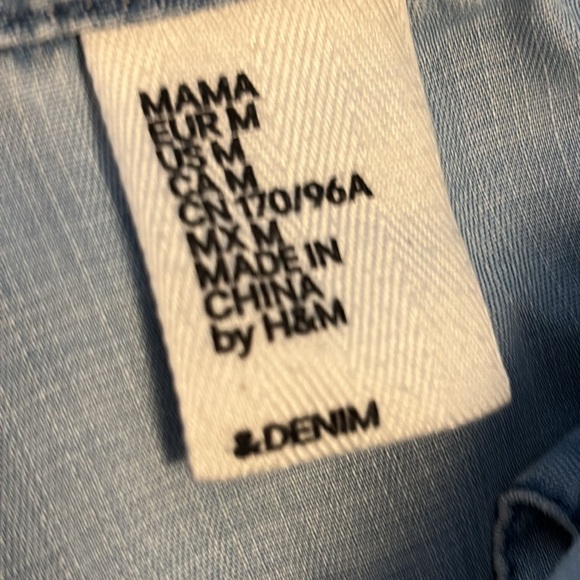 MAMA
EUR M
US M
CA M
CN 170/96A
MX M
MADE IN
CHINA
by H&M
&DENIM